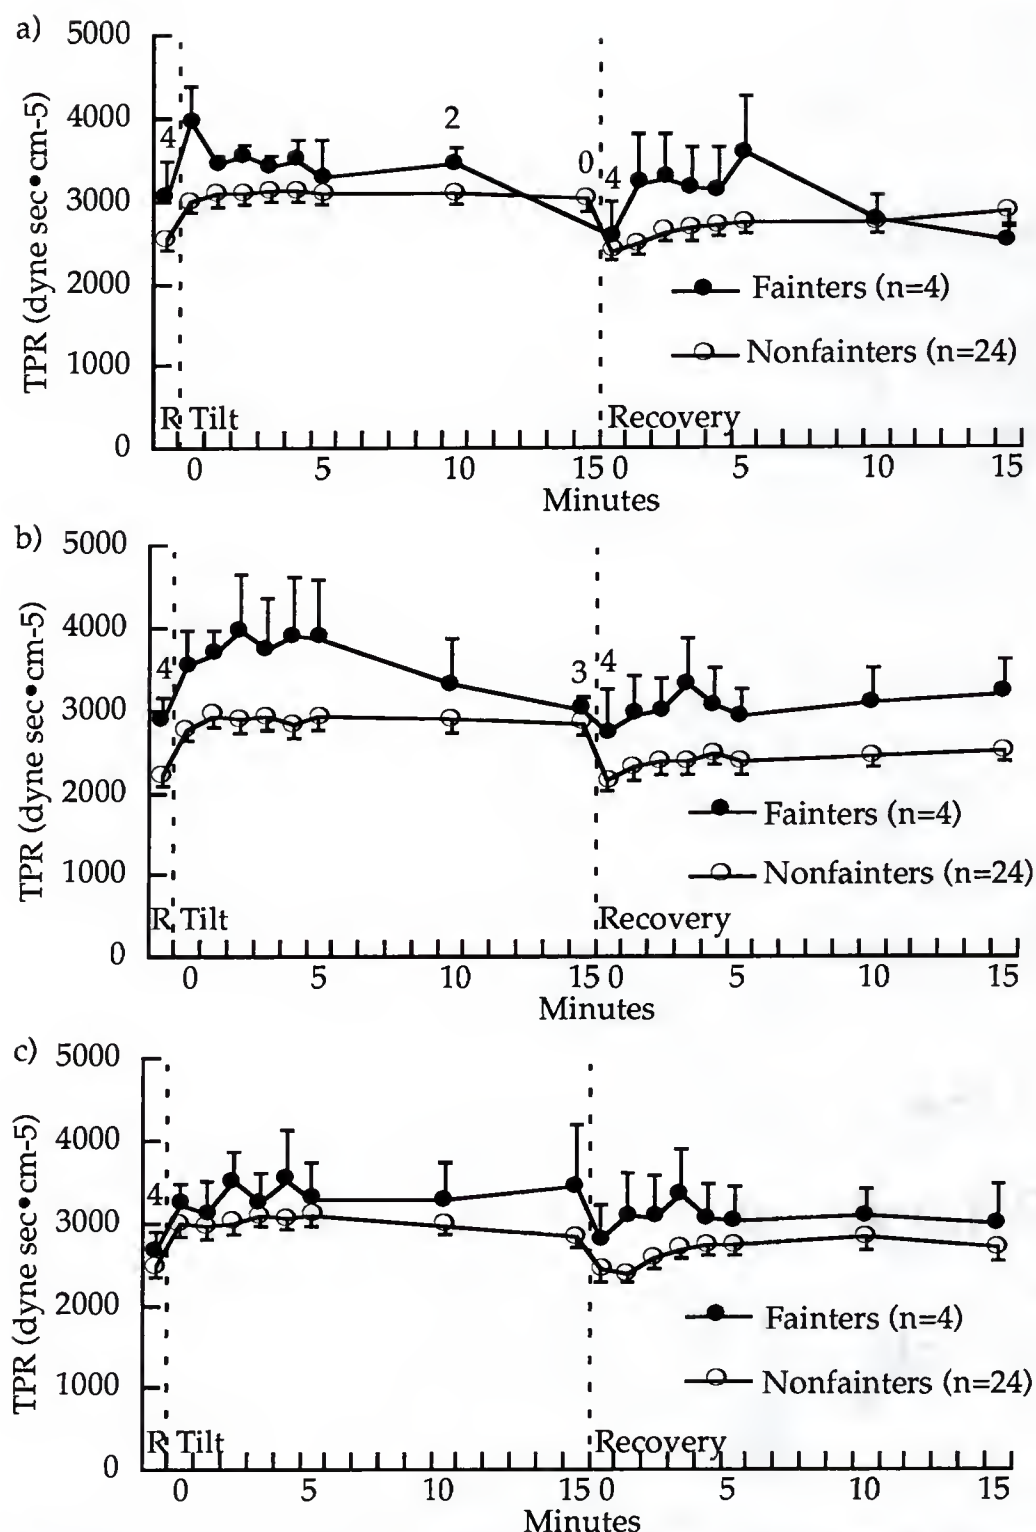 a)
5000
4000
3000
2000
1000
0
TPR (dyne sec•cm-5)
4
2
0
4
Fainters (n=4)
Nonfainters (n=24)
R Tilt
Recovery
0 5 10 15 0 5 10 15
Minutes
b)
5000
4000
3000
2000
1000
0
TPR (dyne sec•cm-5)
4
3
4
Fainters (n=4)
Nonfainters (n=24)
R Tilt
Recovery
0 5 10 15 0 5 10 15
Minutes
c)
5000
4000
3000
2000
1000
0
TPR (dyne sec•cm-5)
4
Fainters (n=4)
Nonfainters (n=24)
R Tilt
Recovery
0 5 10 15 0 5 10 15
Minutes